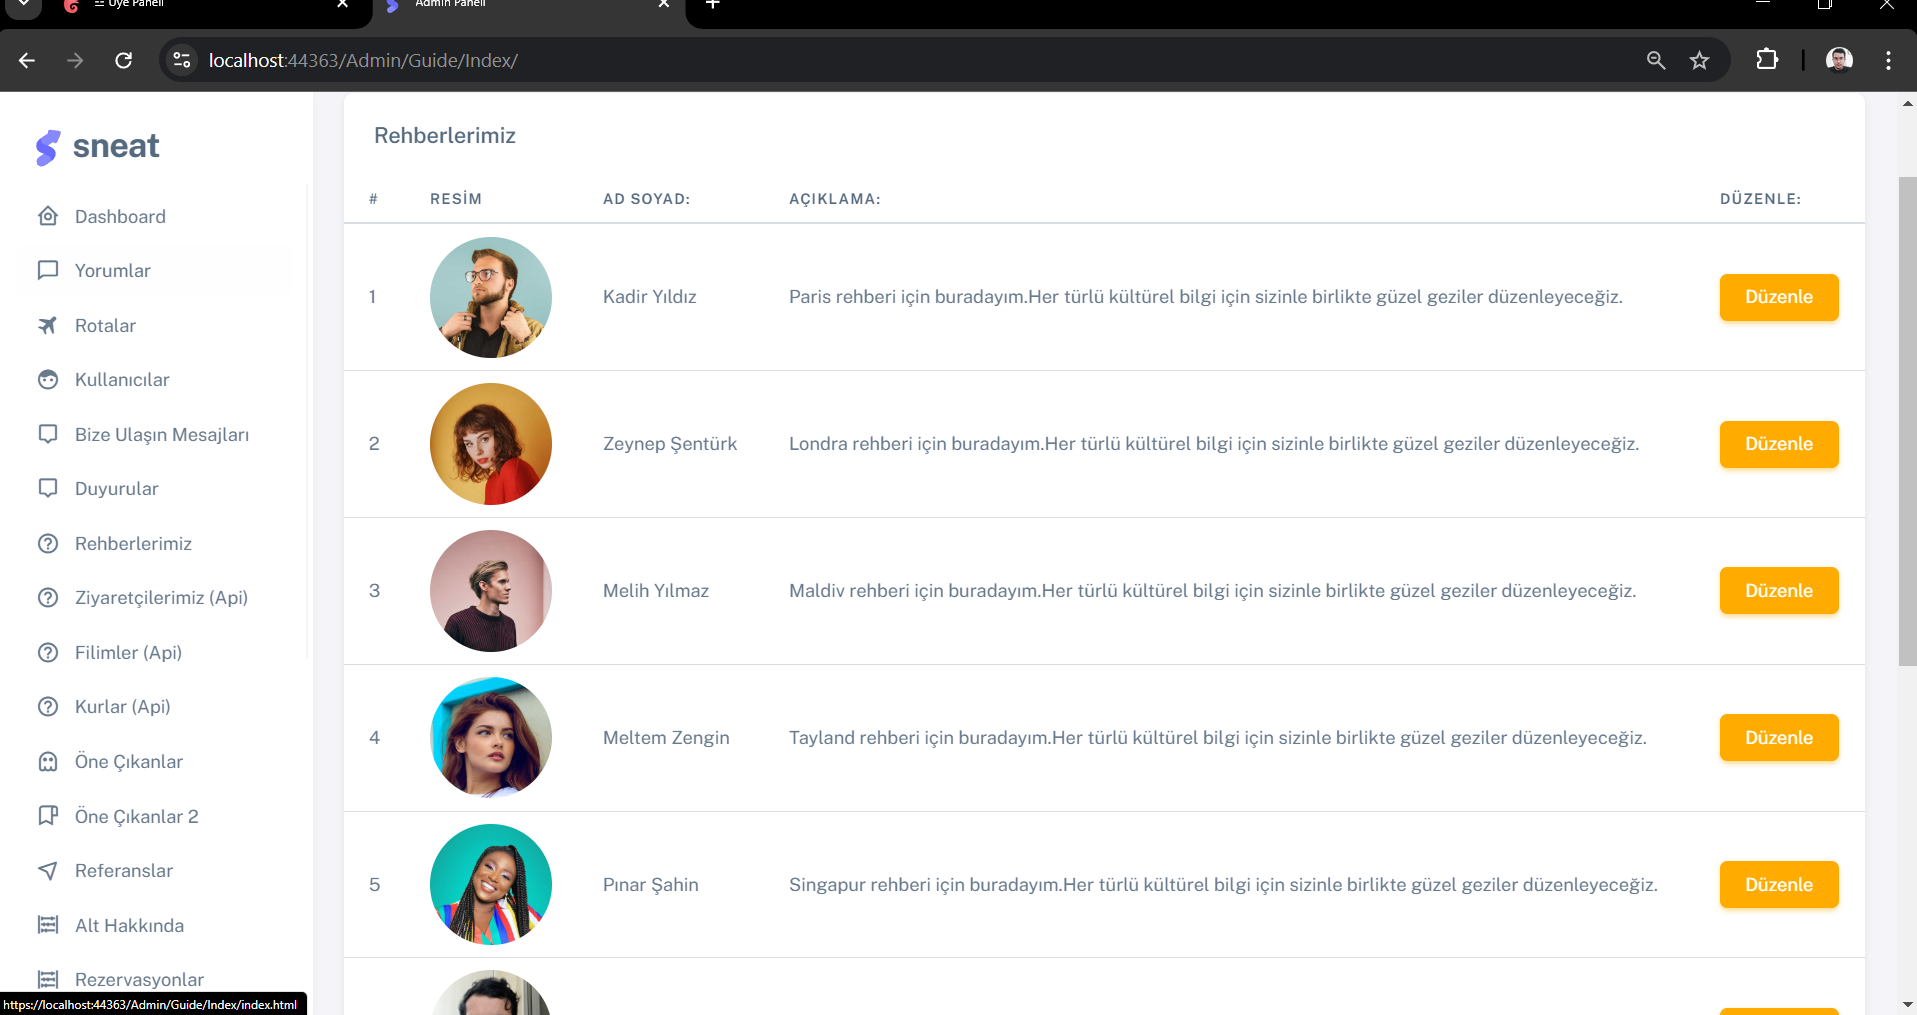 Üye Paneli
Admin Paneli
localhost:44363/Admin/Guide/Index/
sneat
Dashboard
Yorumlar
Rotalar
Kullanıcılar
Bize Ulaşın Mesajları
Duyurular
Rehberlerimiz
Ziyaretçilerimiz (Api)
Filimler (Api)
Kurlar (Api)
Öne Çıkanlar
Öne Çıkanlar 2
Referanslar
Alt Hakkında
Rezervasyonlar
https://localhost:44363/Admin/Guide/Index/index.html
Rehberlerimiz
# RESİM AD SOYAD: AÇIKLAMA: DÜZENLE:
1 Kadir Yıldız Paris rehberi için buradayım.Her türlü kültürel bilgi için sizinle birlikte güzel geziler düzenleyeceğiz. Düzenle
2 Zeynep Şentürk Londra rehberi için buradayım.Her türlü kültürel bilgi için sizinle birlikte güzel geziler düzenleyeceğiz. Düzenle
3 Melih Yılmaz Maldiv rehberi için buradayım.Her türlü kültürel bilgi için sizinle birlikte güzel geziler düzenleyeceğiz. Düzenle
4 Meltem Zengin Tayland rehberi için buradayım.Her türlü kültürel bilgi için sizinle birlikte güzel geziler düzenleyeceğiz. Düzenle
5 Pınar Şahin Singapur rehberi için buradayım.Her türlü kültürel bilgi için sizinle birlikte güzel geziler düzenleyeceğiz. Düzenle